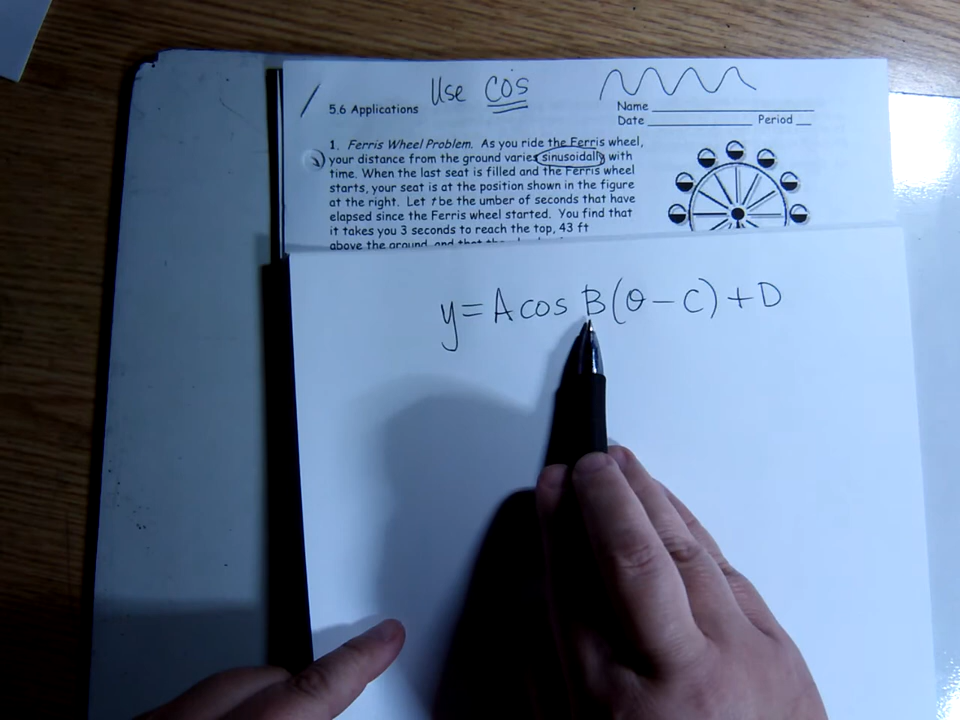 Use cos
5.6 Applications
Name
Date Period
1. Ferris Wheel Problem. As you ride the Ferris wheel,
your distance from the ground varies sinusoidally with
time. When the last seat is filled and the Ferris wheel
starts, your seat is at the position shown in the figure
at the right. Let t be the umber of seconds that have
elapsed since the Ferris wheel started. You find that
it takes you 3 seconds to reach the top, 43 ft
above the ground, and that the
y = A cos B(θ - C) + D